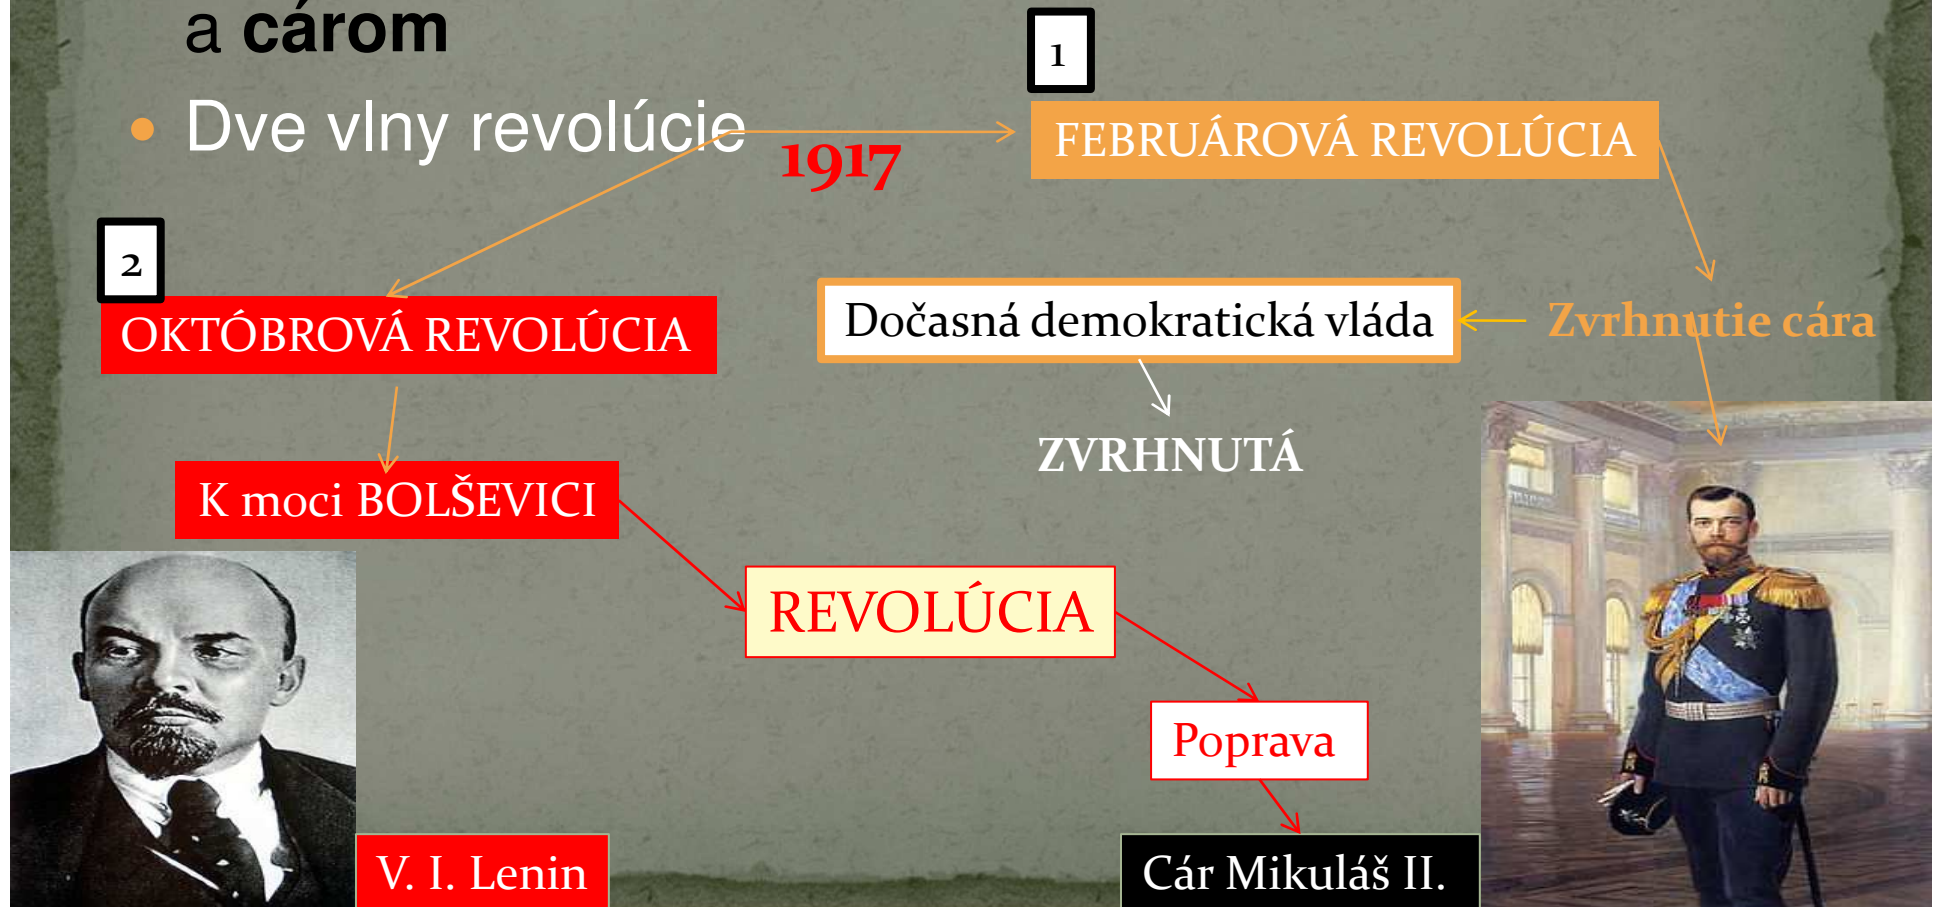 a cárom
• Dve vlny revolúcie
1917
1
FEBRUÁROVÁ REVOLÚCIA
2
OKTÓBROVÁ REVOLÚCIA
Dočasná demokratická vláda
Zvrhnutie cára
ZVRHNUTÁ
K moci BOLŠEVICI
REVOLÚCIA
Poprava
V. I. Lenin
Cár Mikuláš II.